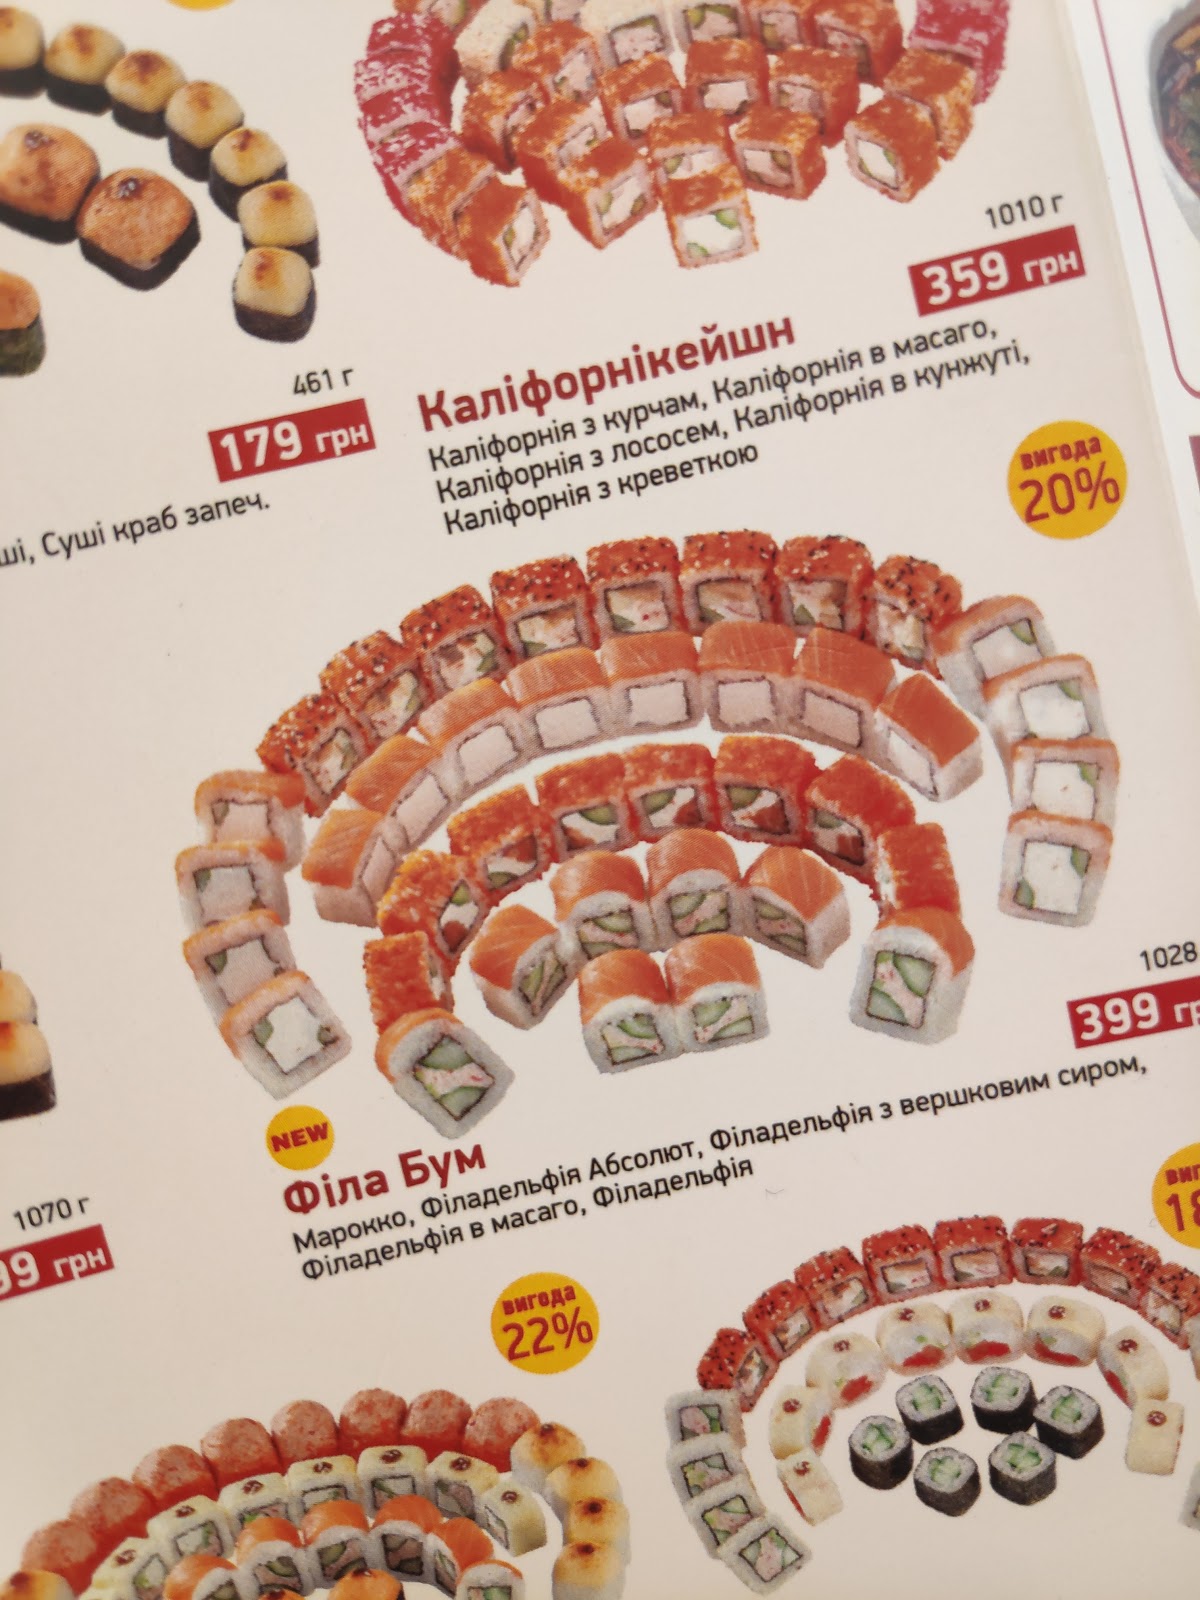 1010 г
359 грн
461 г
179 грн
Суші краб запеч.
Каліфорнікейшн
Каліфорнія з курчам, Каліфорнія в масаго,
Каліфорнія з лососем, Каліфорнія в кунжуті,
Каліфорнія з креветкою
вигода
20%
1028
399
NEW
Філа Бум
Марокко, Філадельфія Абсолют, Філадельфія з вершковим сиром,
Філадельфія в масаго, Філадельфія
1070 г
99 грн
вигода
22%
18